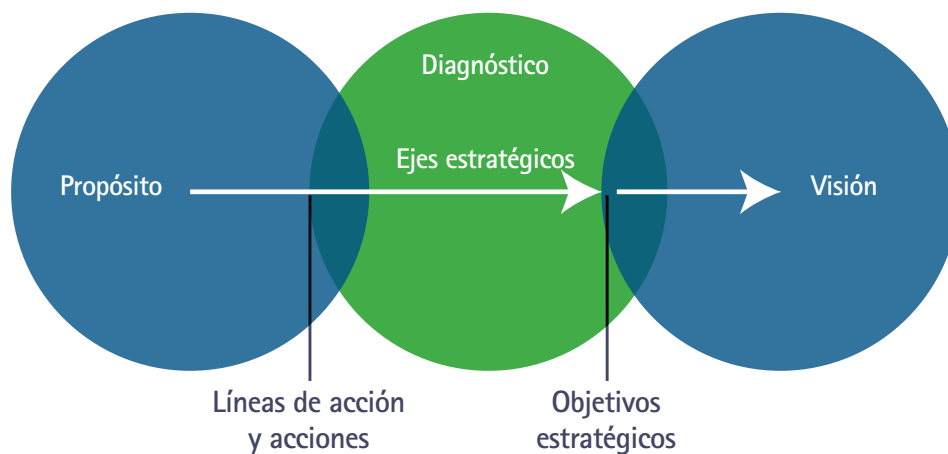 Diagnóstico
Ejes estratégicos
Propósito
Visión
Líneas de acción
y acciones
Objetivos
estratégicos